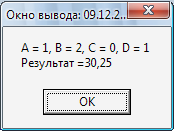 Окно вывода: 09.12.2...
A = 1, B = 2, C = 0, D = 1
Результат =30,25
OK